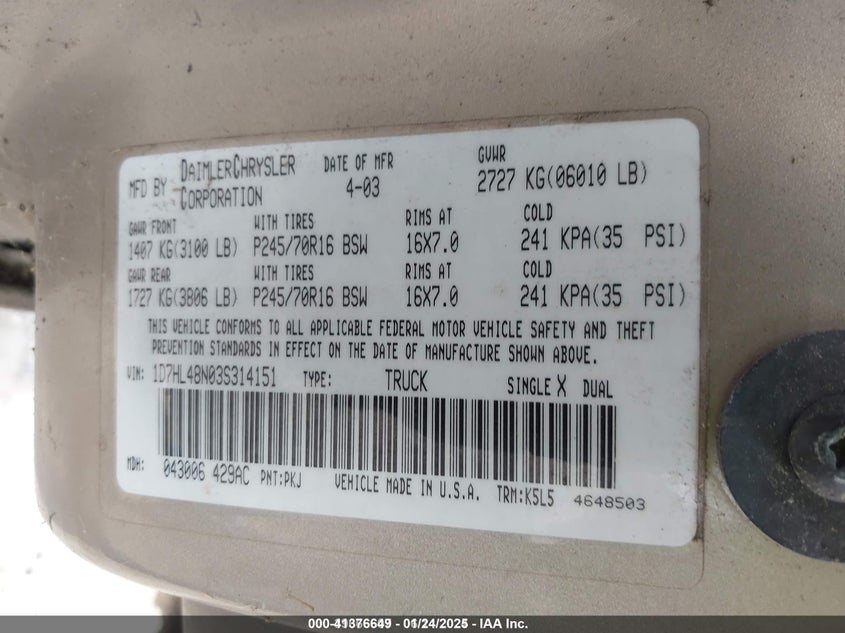 MFD BY DAIMLERCHRYSLER CORPORATION DATE OF MFR 4-03 GVWR 2727 KG(06010 LB)
GAWR FRONT WITH TIRES RIMS AT COLD
1407 KG(3100 LB) P245/70R16 BSW 16X7.0 241 KPA(35 PSI)
GAWR REAR WITH TIRES RIMS AT COLD
1727 KG(3806 LB) P245/70R16 BSW 16X7.0 241 KPA(35 PSI)
THIS VEHICLE CONFORMS TO ALL APPLICABLE FEDERAL MOTOR VEHICLE SAFETY AND THEFT
PREVENTION STANDARDS IN EFFECT ON THE DATE OF MANUFACTURE SHOWN ABOVE.
VIN: 1D7HL48N03S314151 TYPE: TRUCK SINGLE X DUAL
MDH: 043006 429AC PNT:PKJ VEHICLE MADE IN U.S.A. TRM:K5L5 4648503
000-41376649 - 01/24/2025 - IAA Inc.